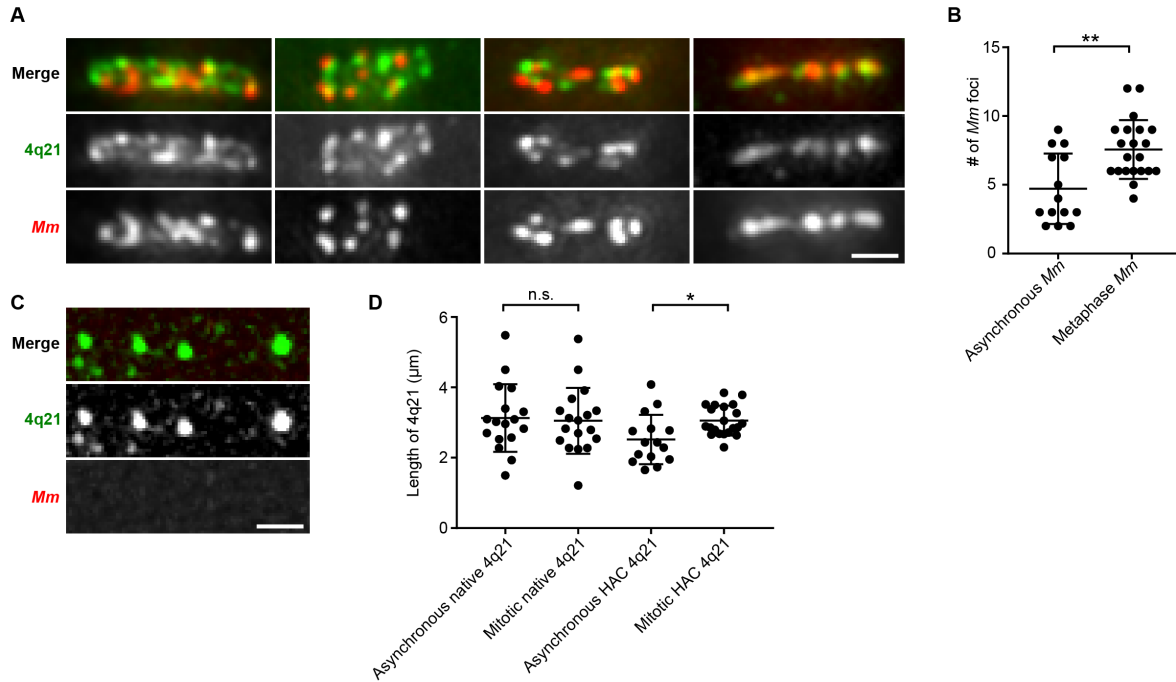 A
Merge
4q21
Mm
B
**
15
10
5
0
# of Mm foci
Asynchronous Mm
Metaphase Mm
C
Merge
4q21
Mm
D
n.s.
*
6
4
2
0
Length of 4q21 (µm)
Asynchronous native 4q21
Mitotic native 4q21
Asynchronous HAC 4q21
Mitotic HAC 4q21